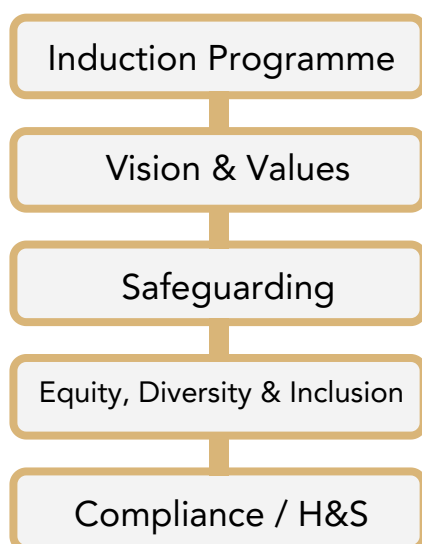 Induction Programme
Vision & Values
Safeguarding
Equity, Diversity & Inclusion
Compliance / H&S